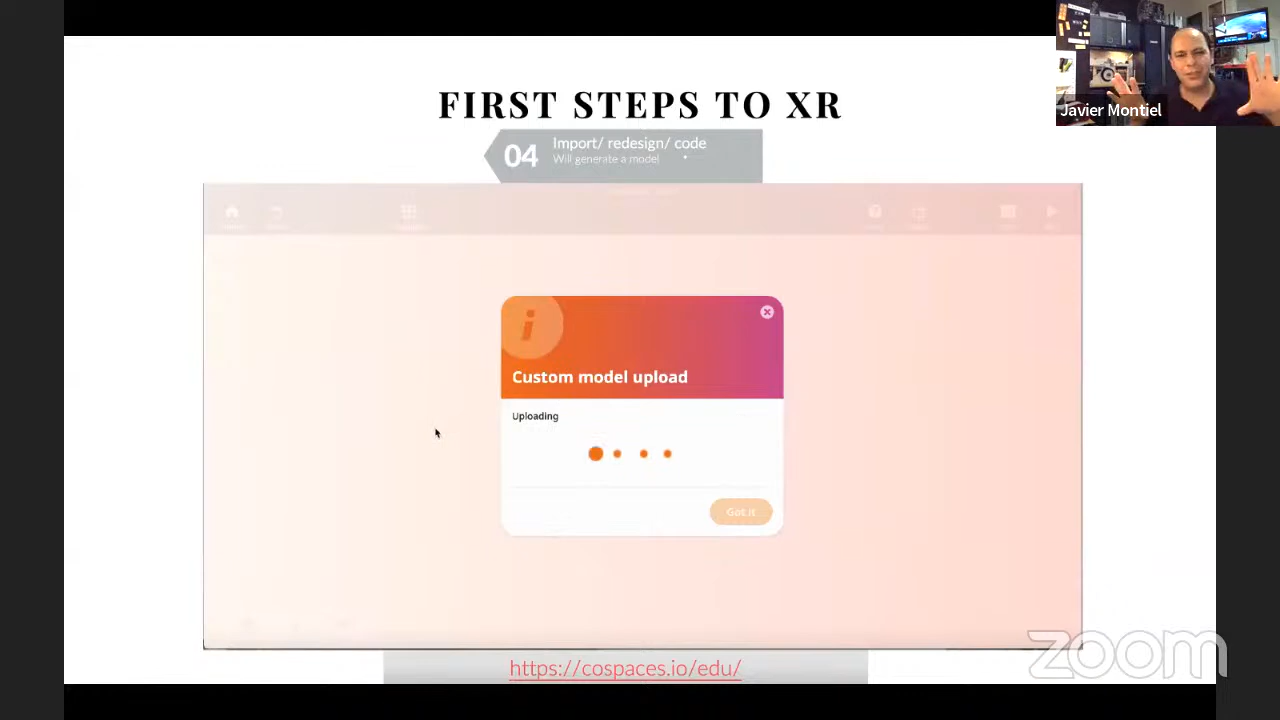 FIRST STEPS TO XR
Javier Montiel
04
Import/ redesign/ code
Will generate a model
i
Custom model upload
Uploading
Got it
https://cospaces.io/edu/
zoom